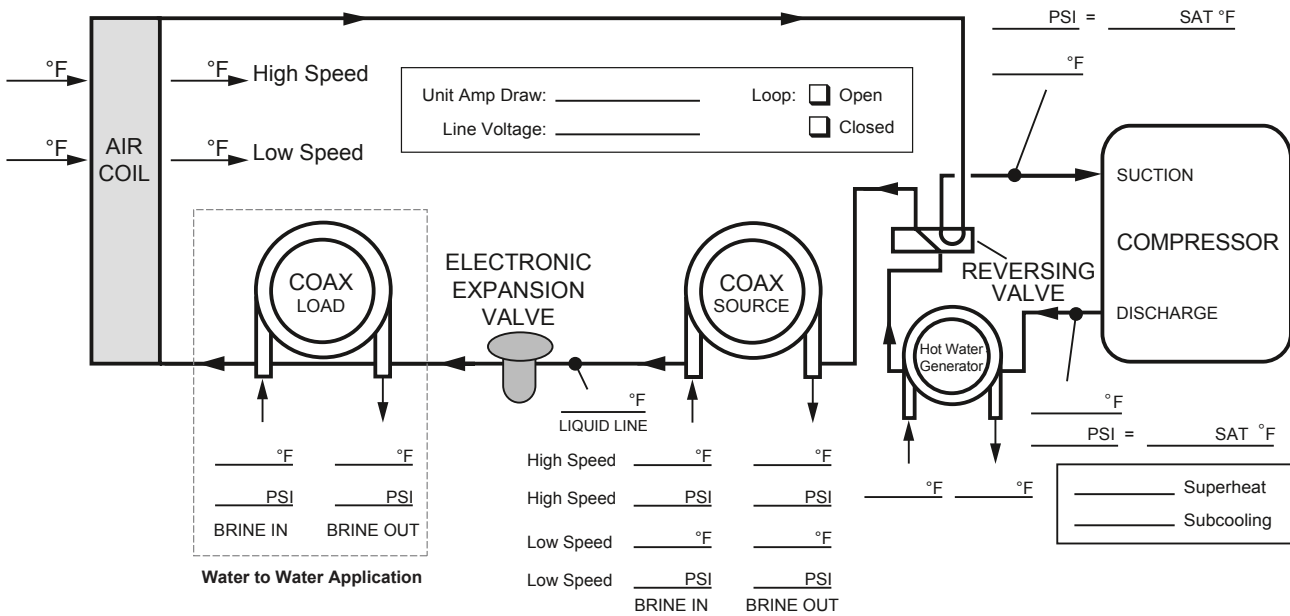 PSI = SAT °F
°F
°F °F High Speed
°F °F Low Speed
AIR
COIL
Unit Amp Draw: Loop: Open
Line Voltage: Closed
SUCTION
COMPRESSOR
DISCHARGE
REVERSING
VALVE
COAX
LOAD
ELECTRONIC
EXPANSION
VALVE
COAX
SOURCE
Hot Water
Generator
°F
LIQUID LINE
°F
PSI = SAT °F
°F °F
PSI PSI
BRINE IN BRINE OUT
Water to Water Application
High Speed °F °F
High Speed PSI PSI
Low Speed °F °F
Low Speed PSI PSI
BRINE IN BRINE OUT
°F °F
Superheat
Subcooling